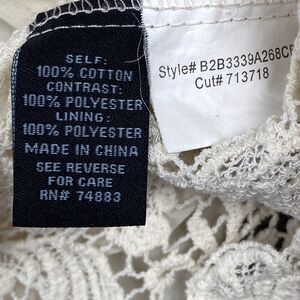 SELF:
100% COTTON
CONTRAST:
100% POLYESTER
LINING:
100% POLYESTER
MADE IN CHINA
SEE REVERSE
FOR CARE
RN# 74883
Style# B2B3339A268CF
Cut# 713718